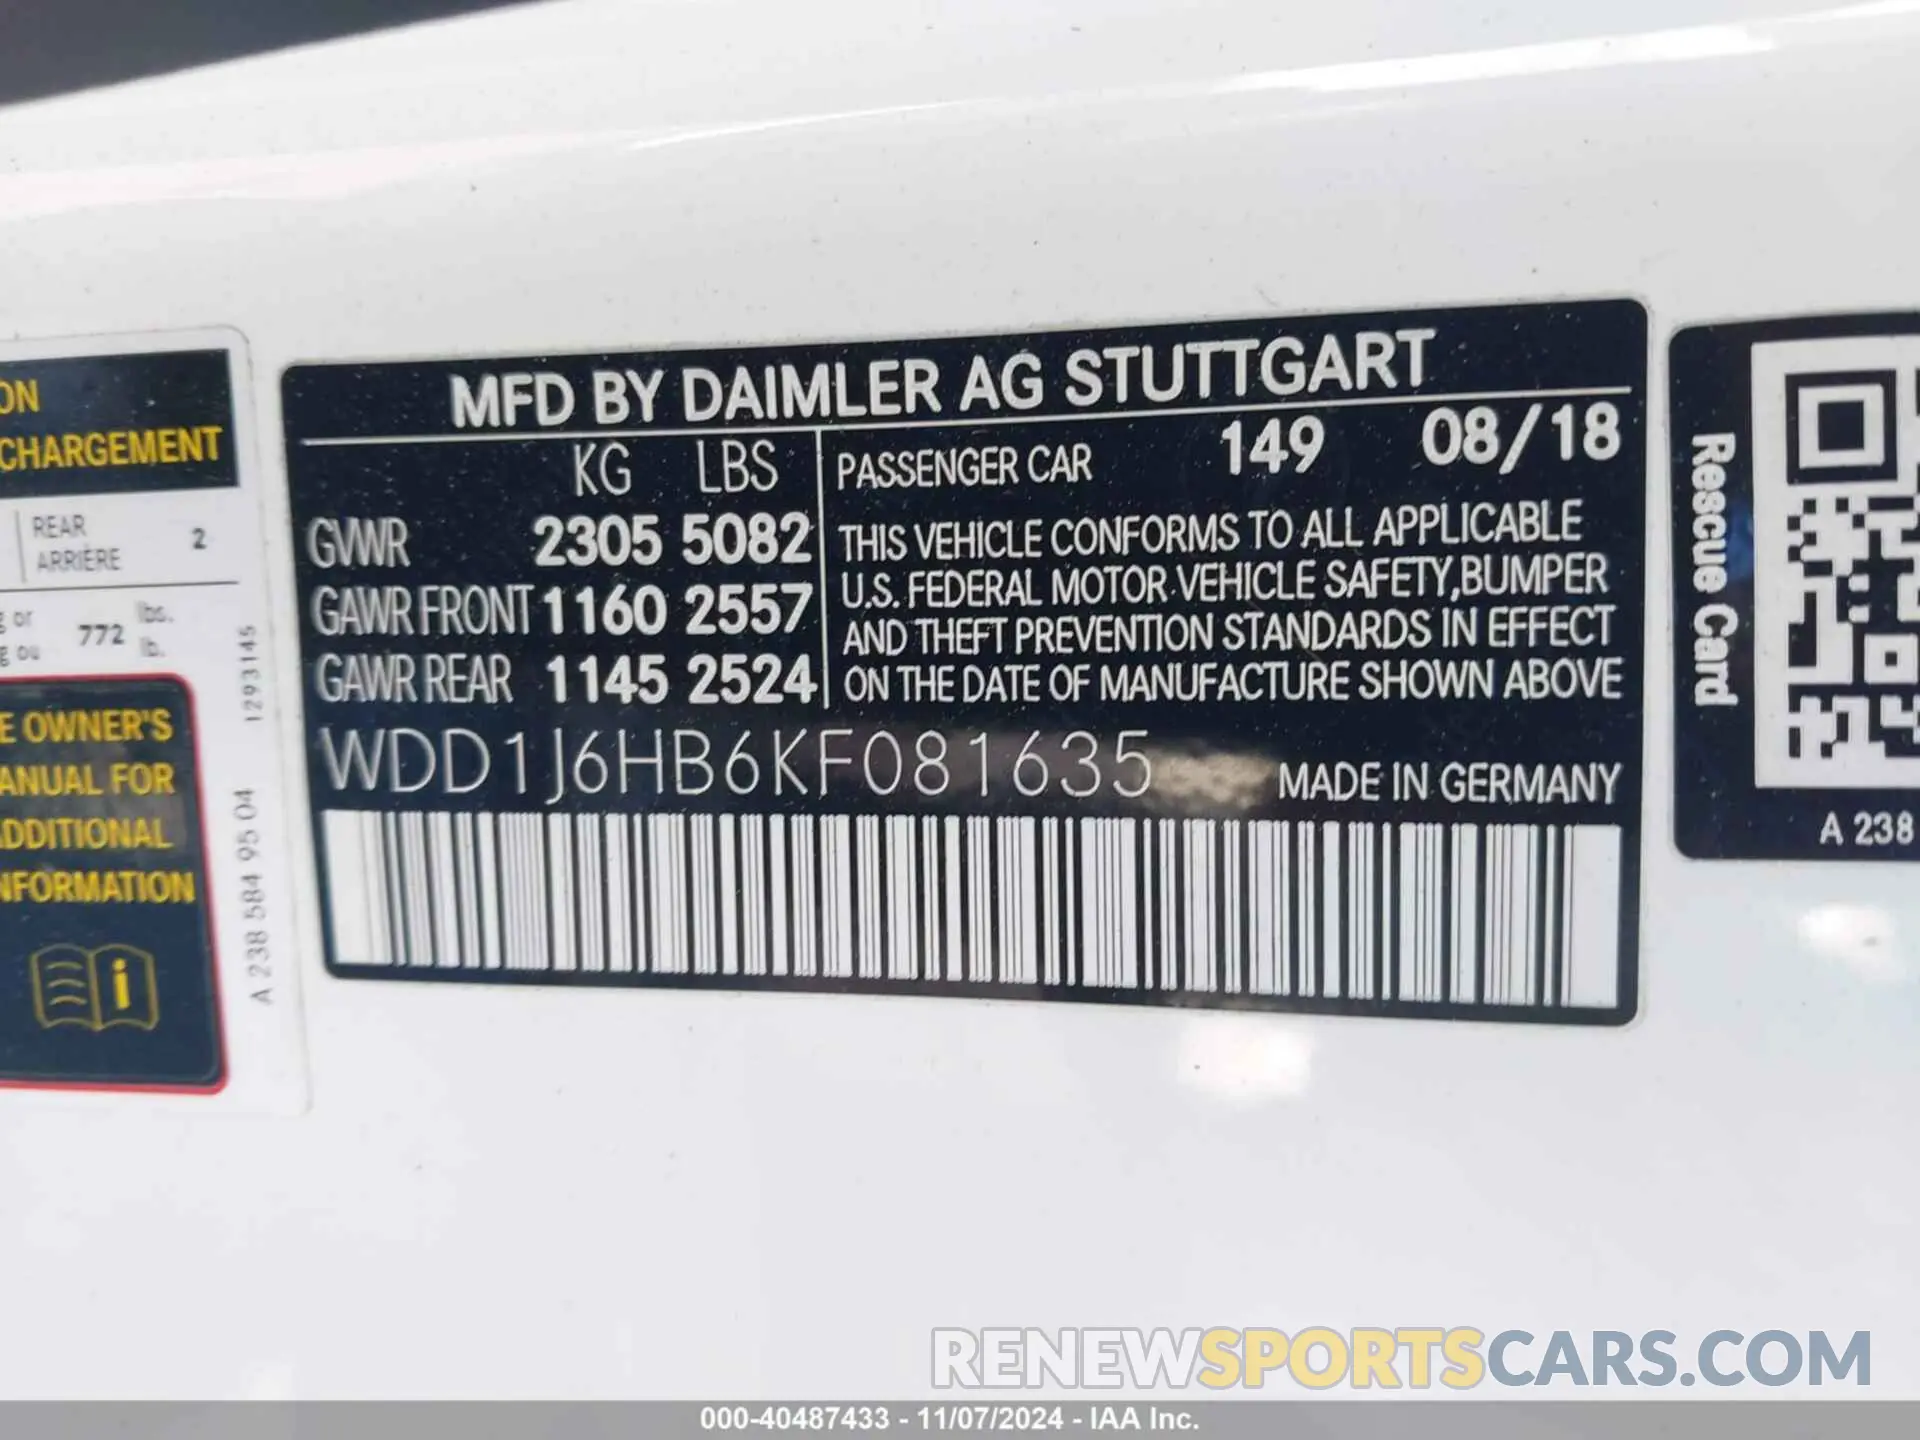 ON
CHARGEMENT
REAR 2
ARRIÈRE
g or 772 lbs.
g ou lb.
E OWNER'S
ANUAL FOR
ADDITIONAL
NFORMATION
i
A 238 584 95 04 1293145
MFD BY DAIMLER AG STUTTGART
KG LBS PASSENGER CAR 149 08/18
GVWR 2305 5082
GAWR FRONT 1160 2557
GAWR REAR 1145 2524
THIS VEHICLE CONFORMS TO ALL APPLICABLE
U.S. FEDERAL MOTOR VEHICLE SAFETY,BUMPER
AND THEFT PREVENTION STANDARDS IN EFFECT
ON THE DATE OF MANUFACTURE SHOWN ABOVE
WDD1J6HB6KF081635 MADE IN GERMANY
Rescue Card
A 238
RENEWSPORTSCARS.COM
000-40487433 - 11/07/2024 - IAA Inc.